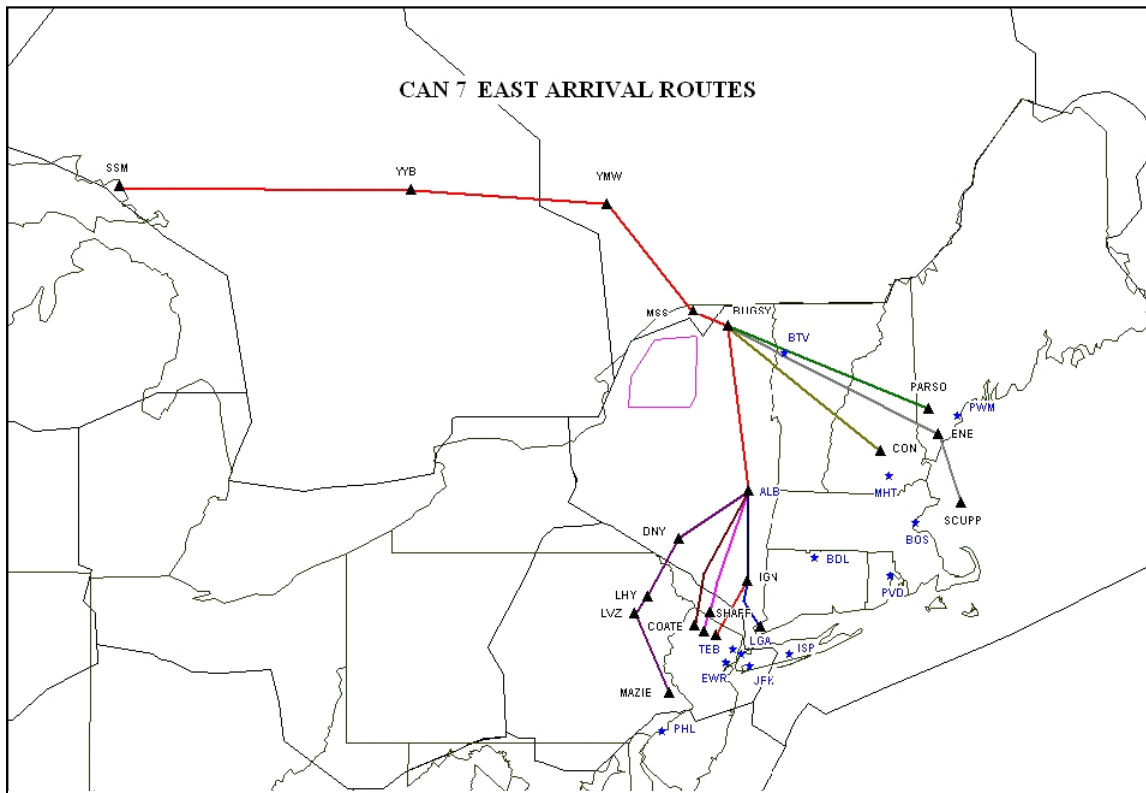 CAN 7 EAST ARRIVAL ROUTES
SSM
YYB
YMW
MSS
BUGSY
BTV
PARSO
PWM
ENE
CON
MHT
ALB
SCUPP
BOS
DNY
BDL
IGN
PVD
LHY
LVZ
SHAFF
COATE
TEB
LGA
ISP
EWR
JFK
MAZIE
PHL